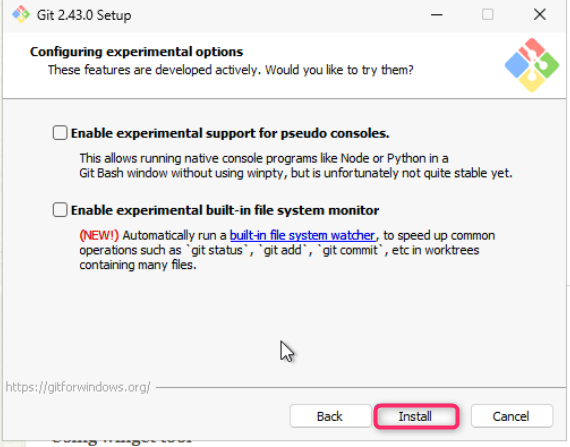 Git 2.43.0 Setup
Configuring experimental options
These features are developed actively. Would you like to try them?
Enable experimental support for pseudo consoles.
This allows running native console programs like Node or Python in a
Git Bash window without using winpty, but is unfortunately not quite stable yet.
Enable experimental built-in file system monitor
(NEW!) Automatically run a built-in file system watcher, to speed up common
operations such as `git status`, `git add`, `git commit`, etc in worktrees
containing many files.
https://gitforwindows.org/
Back Install Cancel
Using winget tool